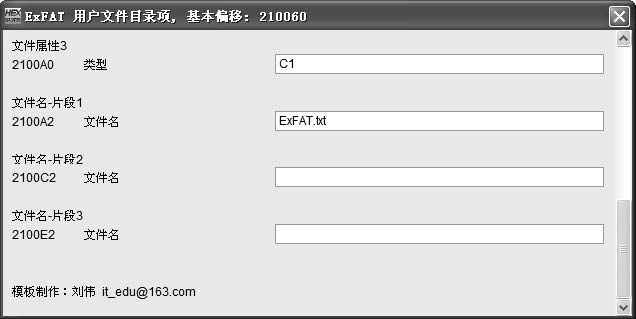 ExFAT 用户文件目录项, 基本偏移: 210060
文件属性3
2100A0 类型 C1
文件名-片段1
2100A2 文件名 ExFAT.txt
文件名-片段2
2100C2 文件名
文件名-片段3
2100E2 文件名
模板制作：刘伟 it_edu@163.com